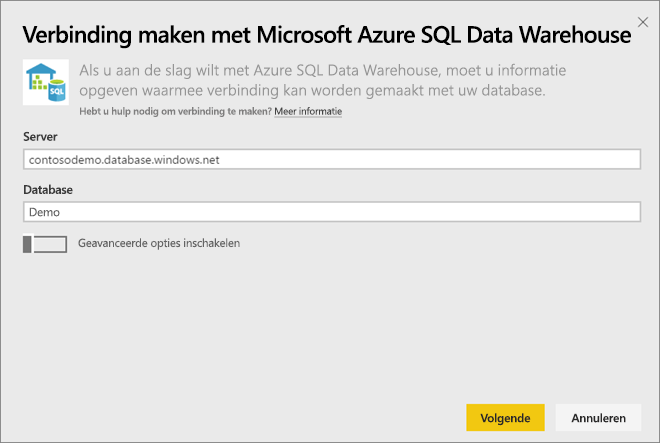 Verbinding maken met Microsoft Azure SQL Data Warehouse
Als u aan de slag wilt met Azure SQL Data Warehouse, moet u informatie
opgeven waarmee verbinding kan worden gemaakt met uw database.
SQL
Hebt u hulp nodig om verbinding te maken? Meer informatie
Server
contosodemo.database.windows.net
Database
Demo
Geavanceerde opties inschakelen
Volgende Annuleren